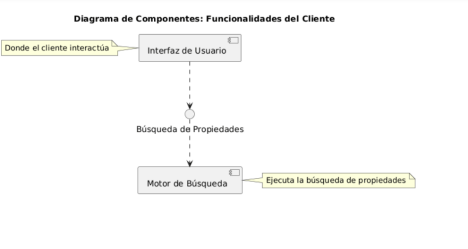 Diagrama de Componentes: Funcionalidades del Cliente
Donde el cliente interactúa
Interfaz de Usuario
Búsqueda de Propiedades
Motor de Búsqueda
Ejecuta la búsqueda de propiedades